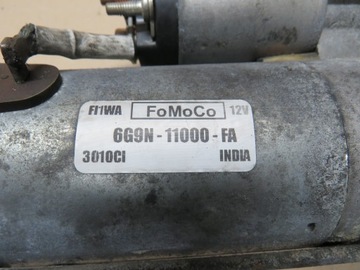 FI1WA FoMoCo 12V
6G9N-11000-FA
3010CI INDIA